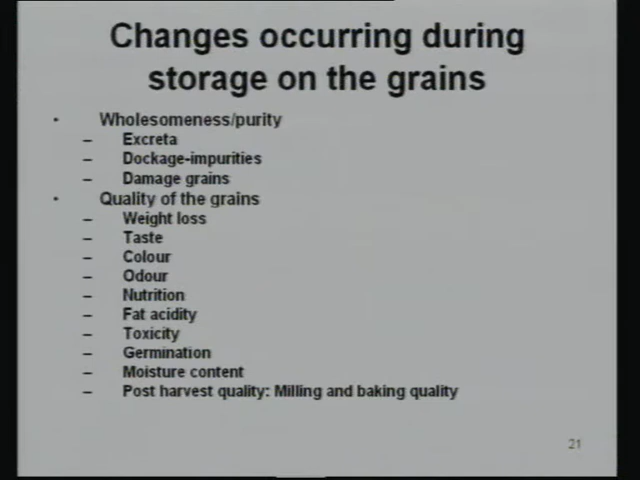 Changes occurring during
storage on the grains
• Wholesomeness/purity
– Excreta
– Dockage-impurities
– Damage grains
• Quality of the grains
– Weight loss
– Taste
– Colour
– Odour
– Nutrition
– Fat acidity
– Toxicity
– Germination
– Moisture content
– Post harvest quality: Milling and baking quality
21